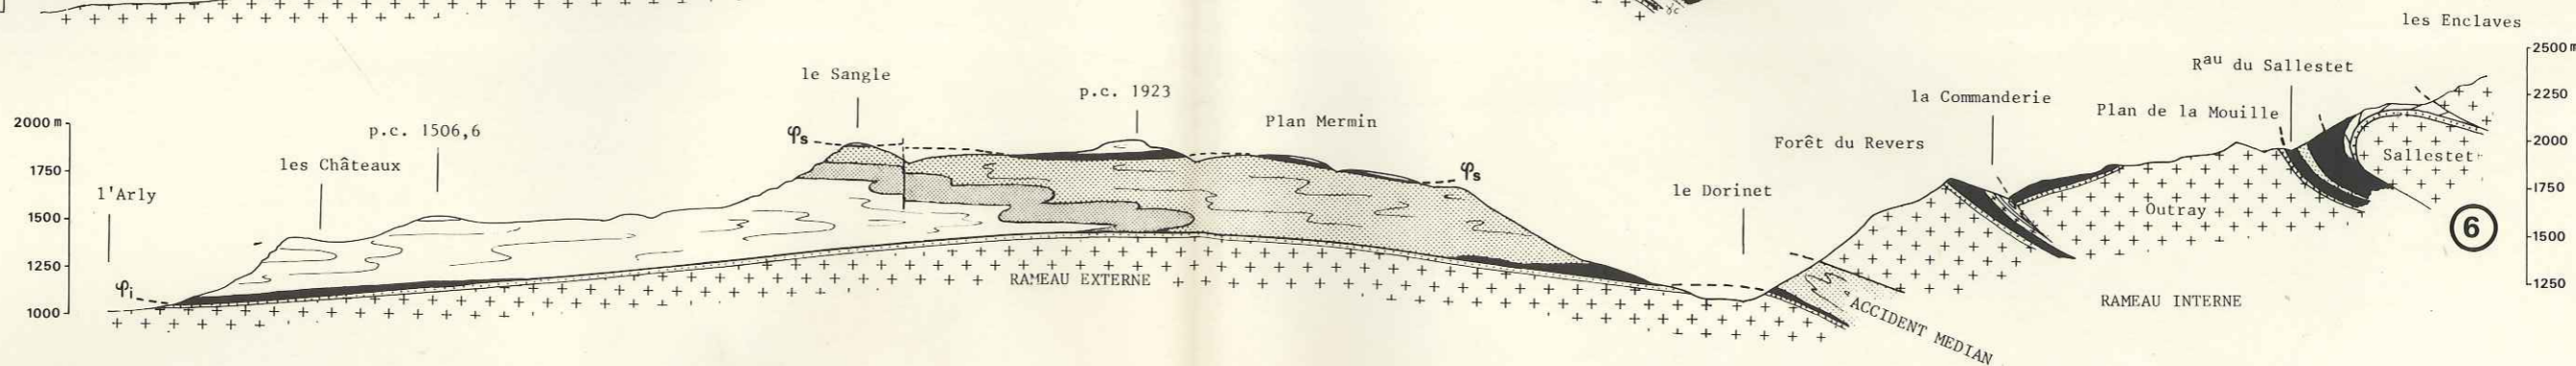 les Enclaves
2500 m
Rau du Sallestet
le Sangle
p.c. 1923
la Commanderie
2250
Plan de la Mouille
2000 m
p.c. 1506,6
φs
Plan Mermin
Forêt du Revers
2000
les Châteaux
Sallestet
1750
φs
l'Arly
le Dorinet
1750
1500
Outray
6
1500
1250
RAMEAU EXTERNE
1250
φi
ACCIDENT MEDIAN
RAMEAU INTERNE
1000